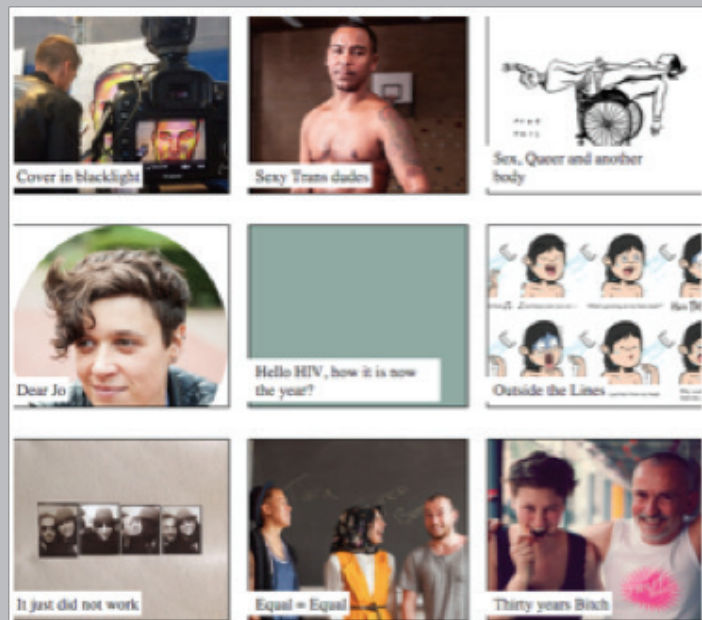 Cover in blacklight
Sexy Trans dudes
Sex, Queer and another
body
Dear Jo
Hello HIV, how it is now
the year?
Outside the Lines
It just did not work
Equal = Equal
Thirty years Bitch